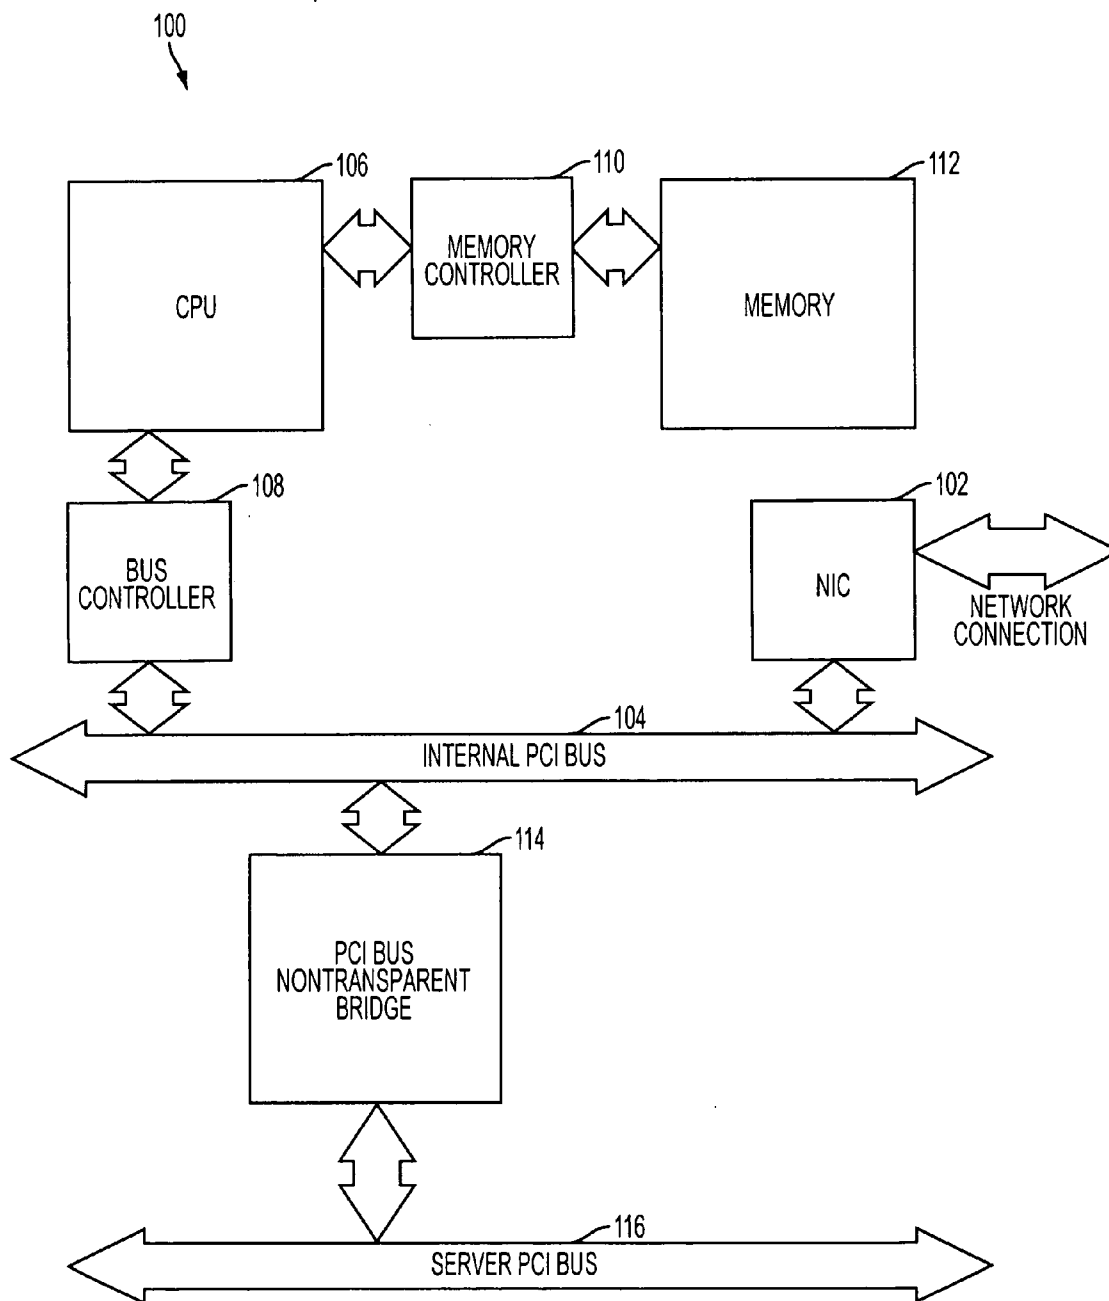 100
106
110
112
CPU
MEMORY
CONTROLLER
MEMORY
108
102
BUS
CONTROLLER
NIC
NETWORK
CONNECTION
104
INTERNAL PCI BUS
114
PCI BUS
NONTRANSPARENT
BRIDGE
116
SERVER PCI BUS